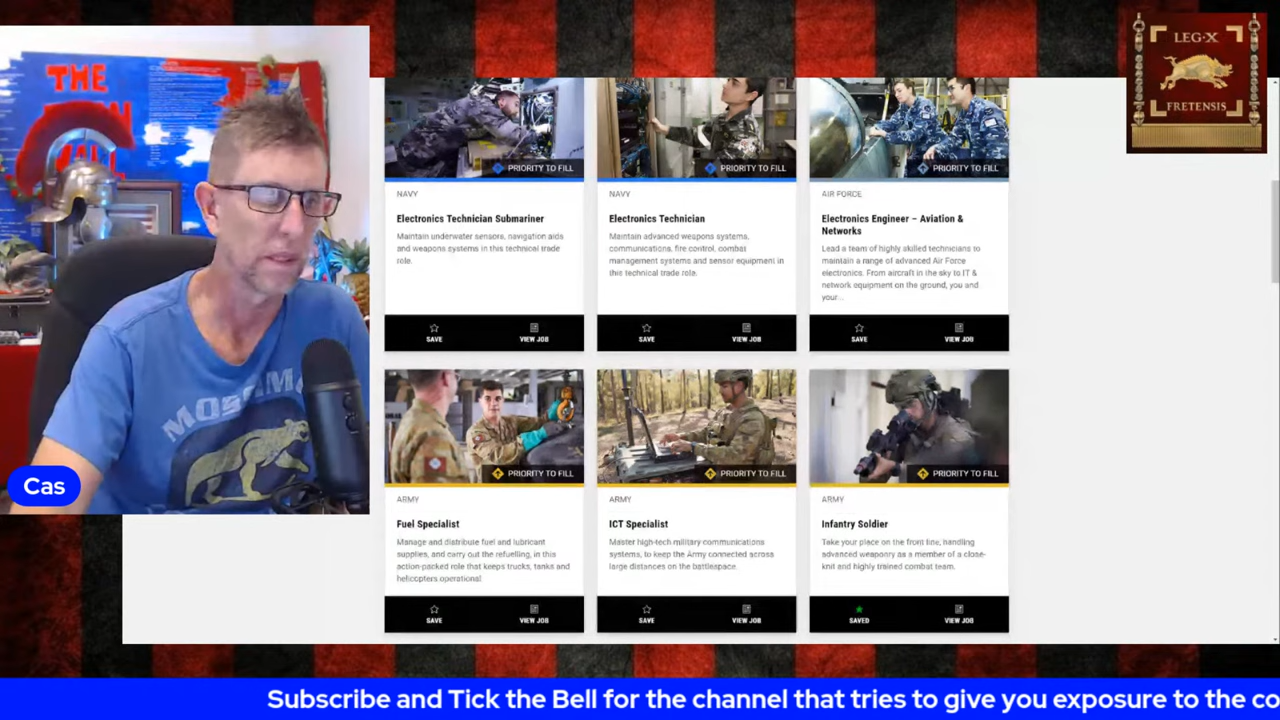 THE
LEG·X
FRETENSIS
MOSM
Cas
PRIORITY TO FILL
PRIORITY TO FILL
PRIORITY TO FILL
NAVY
Electronics Technician Submariner
Maintain underwater sensors, navigation aids
and weapons systems in this technical trade
role.
SAVE
VIEW JOB
NAVY
Electronics Technician
Maintain advanced weapons systems,
communications, fire control, combat
management systems and sensor equipment in
this technical trade role.
SAVE
VIEW JOB
AIR FORCE
Electronics Engineer – Aviation &
Networks
Lead a team of highly skilled technicians to
maintain a range of advanced Air Force
electronics. From aircraft in the sky to IT &
network equipment on the ground, you and
your...
SAVE
VIEW JOB
PRIORITY TO FILL
PRIORITY TO FILL
PRIORITY TO FILL
ARMY
Fuel Specialist
Manage and distribute fuel and lubricant
supplies, and carry out the refuelling, in this
action-packed role that keeps trucks, tanks and
helicopters operational
SAVE
VIEW JOB
ARMY
ICT Specialist
Master high-tech military communications
systems, to keep the Army connected across
large distances on the battlespace.
SAVE
VIEW JOB
ARMY
Infantry Soldier
Take your place on the front line, handling
advanced weaponry as a member of a close-
knit and highly trained combat team.
SAVED
VIEW JOB
Subscribe and Tick the Bell for the channel that tries to give you exposure to the co